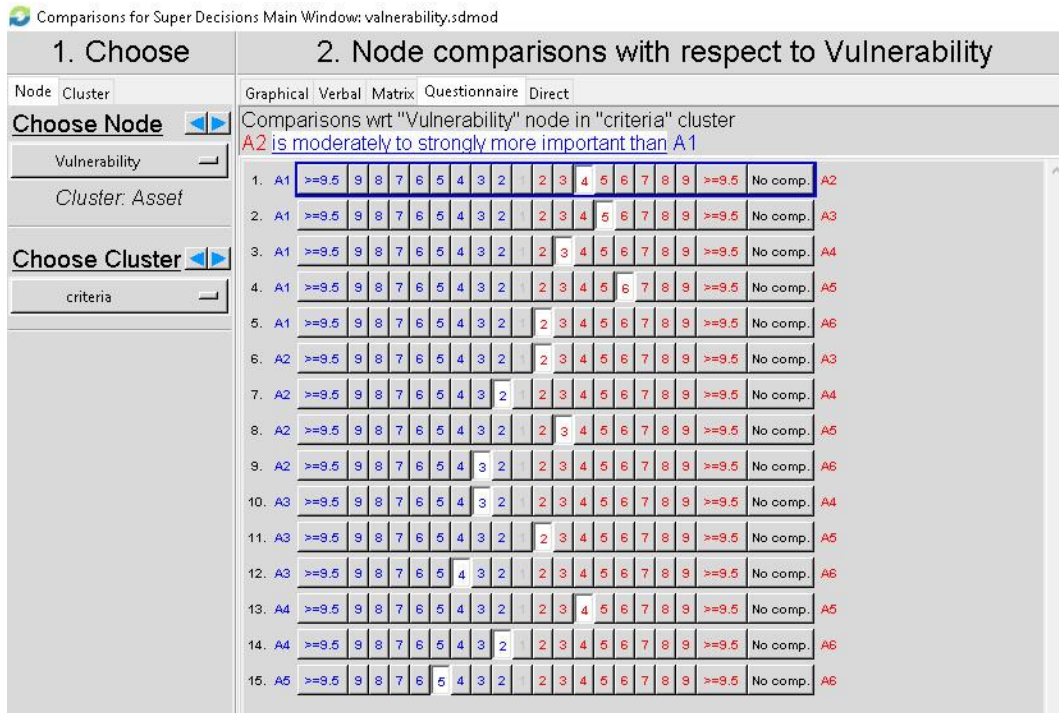 Comparisons for Super Decisions Main Window: valnerability.sdmod
1. Choose
2. Node comparisons with respect to Vulnerability
Node Cluster
Graphical Verbal Matrix Questionnaire Direct
Choose Node
Vulnerability
Cluster: Asset
Choose Cluster
criteria
Comparisons wrt "Vulnerability" node in "criteria" cluster
A2 is moderately to strongly more important than A1
1. A1 >=9.5 9 8 7 6 5 4 3 2 1 2 3 4 5 6 7 8 9 >=9.5 No comp. A2
2. A1 >=9.5 9 8 7 6 5 4 3 2 1 2 3 4 5 6 7 8 9 >=9.5 No comp. A3
3. A1 >=9.5 9 8 7 6 5 4 3 2 1 2 3 4 5 6 7 8 9 >=9.5 No comp. A4
4. A1 >=9.5 9 8 7 6 5 4 3 2 1 2 3 4 5 6 7 8 9 >=9.5 No comp. A5
5. A1 >=9.5 9 8 7 6 5 4 3 2 1 2 3 4 5 6 7 8 9 >=9.5 No comp. A6
6. A2 >=9.5 9 8 7 6 5 4 3 2 1 2 3 4 5 6 7 8 9 >=9.5 No comp. A3
7. A2 >=9.5 9 8 7 6 5 4 3 2 1 2 3 4 5 6 7 8 9 >=9.5 No comp. A4
8. A2 >=9.5 9 8 7 6 5 4 3 2 1 2 3 4 5 6 7 8 9 >=9.5 No comp. A5
9. A2 >=9.5 9 8 7 6 5 4 3 2 1 2 3 4 5 6 7 8 9 >=9.5 No comp. A6
10. A3 >=9.5 9 8 7 6 5 4 3 2 1 2 3 4 5 6 7 8 9 >=9.5 No comp. A4
11. A3 >=9.5 9 8 7 6 5 4 3 2 1 2 3 4 5 6 7 8 9 >=9.5 No comp. A5
12. A3 >=9.5 9 8 7 6 5 4 3 2 1 2 3 4 5 6 7 8 9 >=9.5 No comp. A6
13. A4 >=9.5 9 8 7 6 5 4 3 2 1 2 3 4 5 6 7 8 9 >=9.5 No comp. A5
14. A4 >=9.5 9 8 7 6 5 4 3 2 1 2 3 4 5 6 7 8 9 >=9.5 No comp. A6
15. A5 >=9.5 9 8 7 6 5 4 3 2 1 2 3 4 5 6 7 8 9 >=9.5 No comp. A6